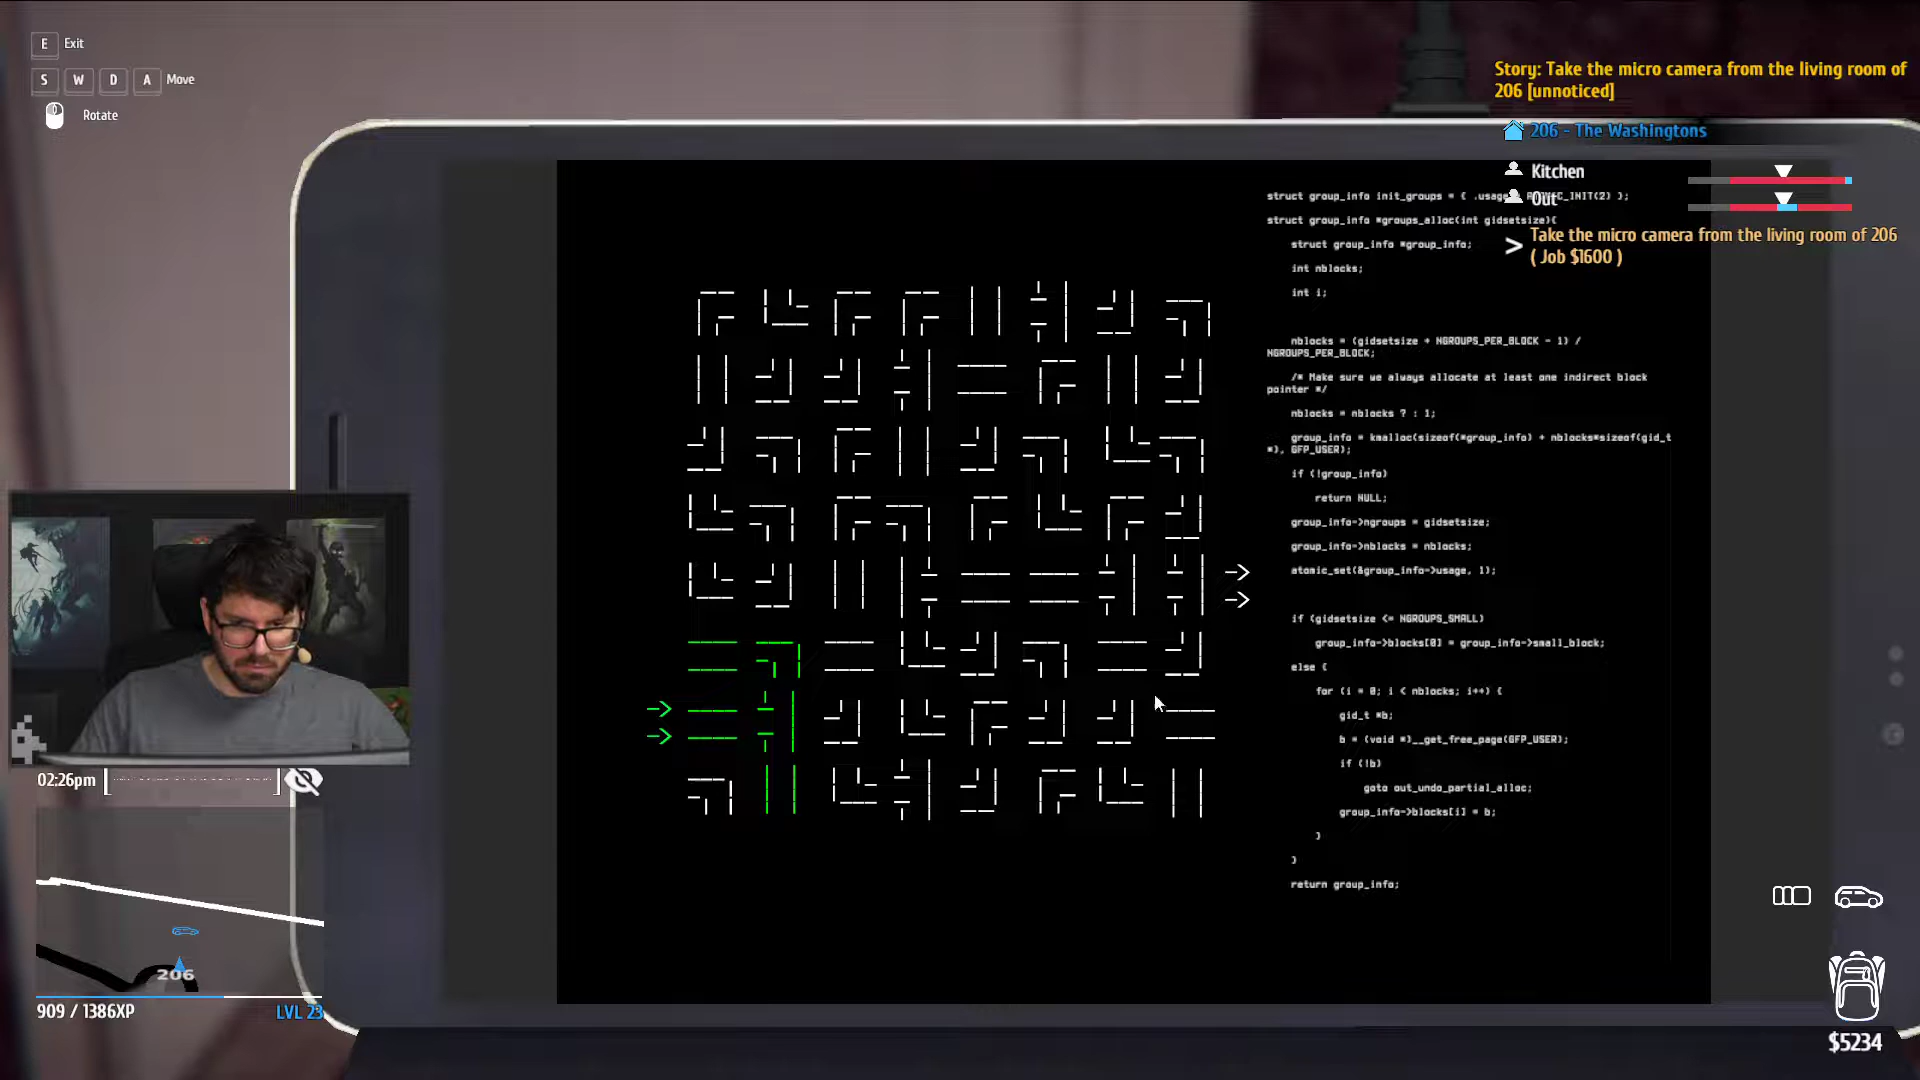 E Exit
S W D A Move
Rotate
Story: Take the micro camera from the living room of
206 [unnoticed]
206 - The Washingtons
Kitchen
Out
> Take the micro camera from the living room of 206
( Job $1600 )
struct group_info init_groups = { .usag _INIT(2) };
struct group_info *groups_alloc(int gidsetsize){
struct group_info *group_info;
int nblocks;
int i;
nblocks = (gidsetsize + NGROUPS_PER_BLOCK - 1) /
NGROUPS_PER_BLOCK;
/* Make sure we always allocate at least one indirect block
pointer */
nblocks = nblocks ? : 1;
group_info = kmalloc(sizeof(*group_info) + nblocks*sizeof(gid_t
*), GFP_USER);
if (!group_info)
return NULL;
group_info->ngroups = gidsetsize;
group_info->nblocks = nblocks;
atomic_set(&group_info->usage, 1);
if (gidsetsize <= NGROUPS_SMALL)
group_info->blocks[0] = group_info->small_block;
else {
for (i = 0; i < nblocks; i++) {
gid_t *b;
b = (void *)__get_free_page(GFP_USER);
if (!b)
goto out_undo_partial_alloc;
group_info->blocks[i] = b;
}
}
return group_info;
02:26pm
206
909 / 1386XP
LVL 23
$5234